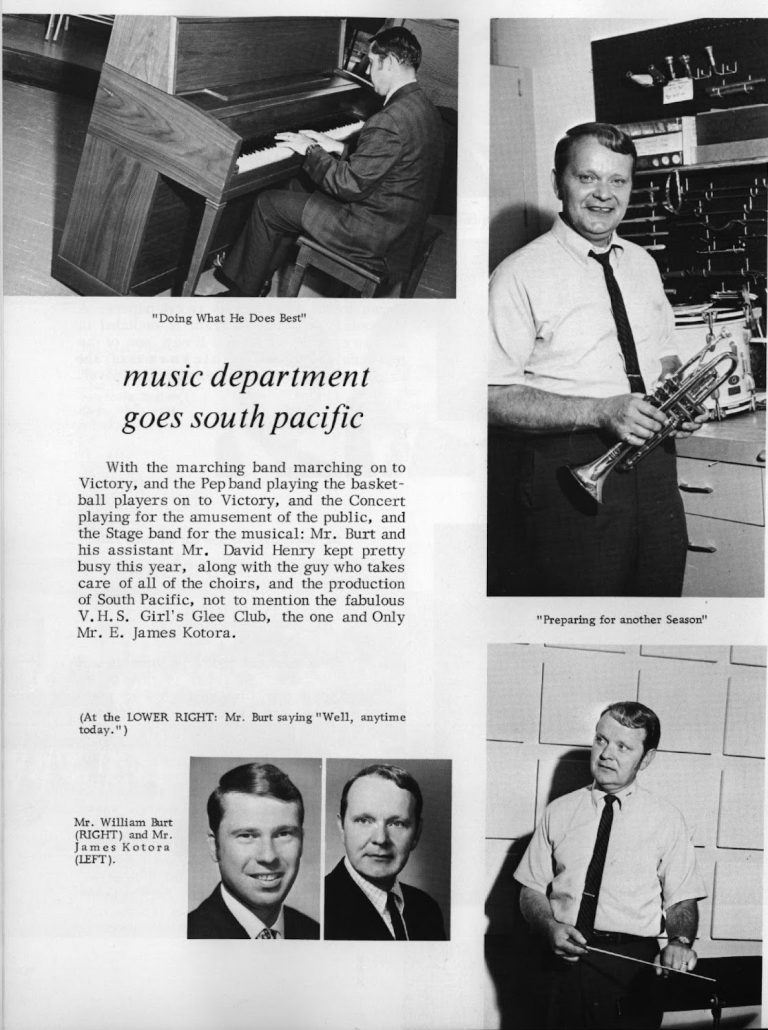 "Doing What He Does Best"
music department
goes south pacific
With the marching band marching on to
Victory, and the Pep band playing the basket-
ball players on to Victory, and the Concert
playing for the amusement of the public, and
the Stage band for the musical: Mr. Burt and
his assistant Mr. David Henry kept pretty
busy this year, along with the guy who takes
care of all of the choirs, and the production
of South Pacific, not to mention the fabulous
V.H.S. Girl's Glee Club, the one and Only
Mr. E. James Kotora.
"Preparing for another Season"
(At the LOWER RIGHT: Mr. Burt saying "Well, anytime
today.")
Mr. William Burt
(RIGHT) and Mr.
James Kotora
(LEFT).